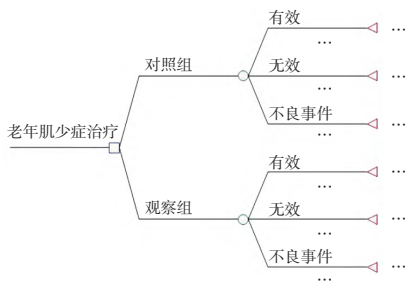 有效
… …
对照组 无效
… …
不良事件
… …
老年肌少症治疗
有效
… …
观察组 无效
… …
不良事件
… …